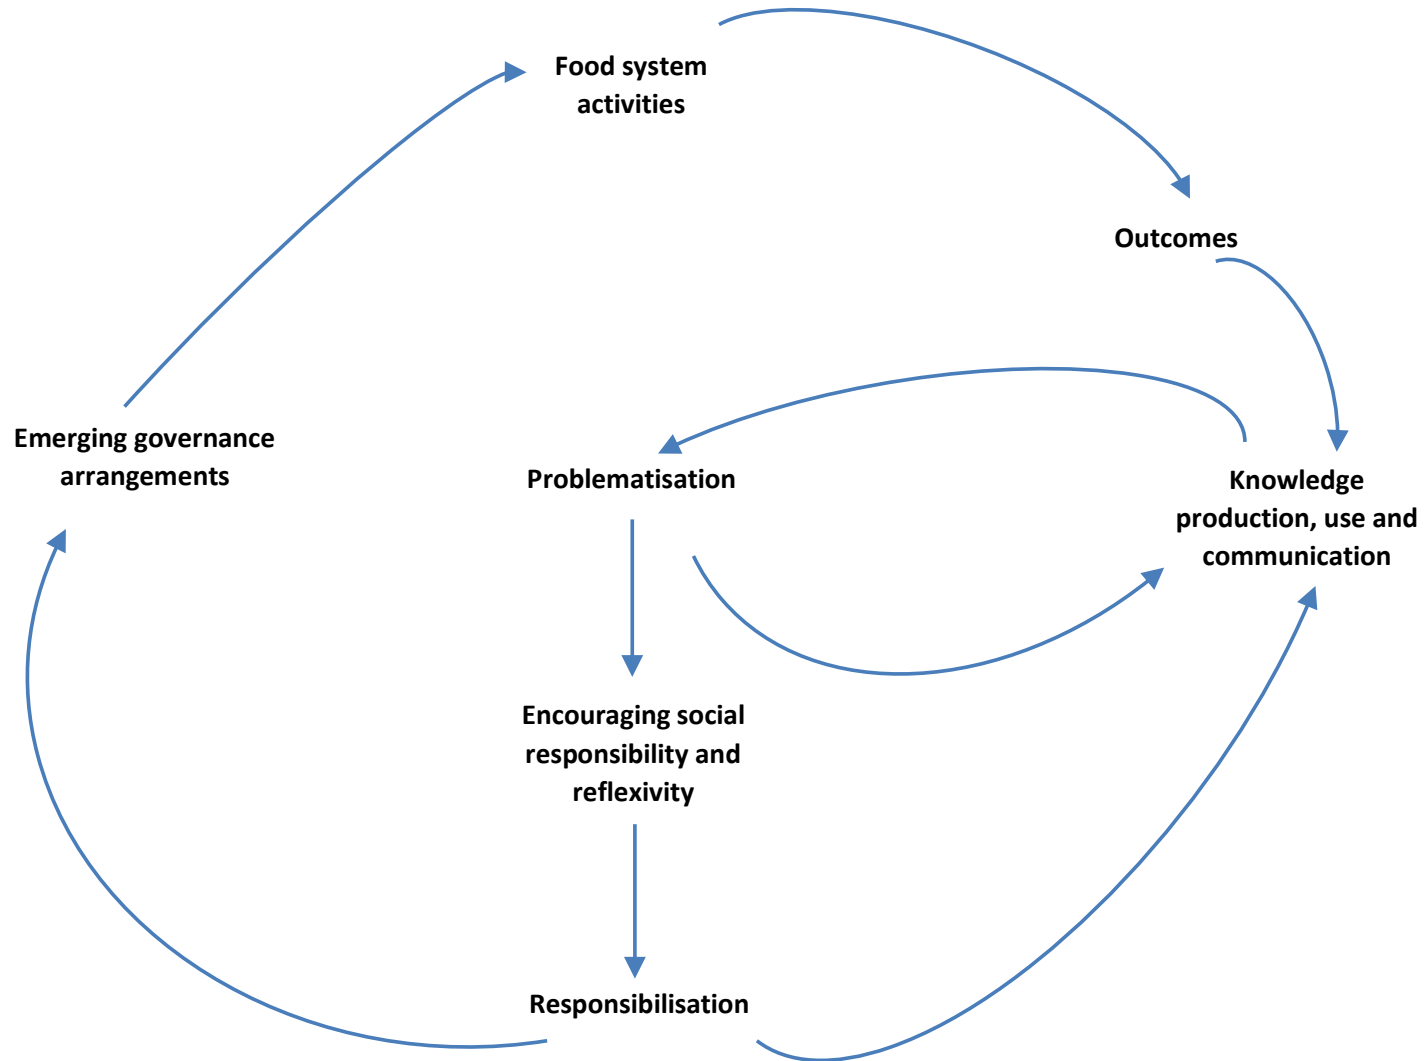 Food system
activities
Outcomes
Emerging governance
arrangements
Problematisation
Knowledge
production, use and
communication
Encouraging social
responsibility and
reflexivity
Responsibilisation